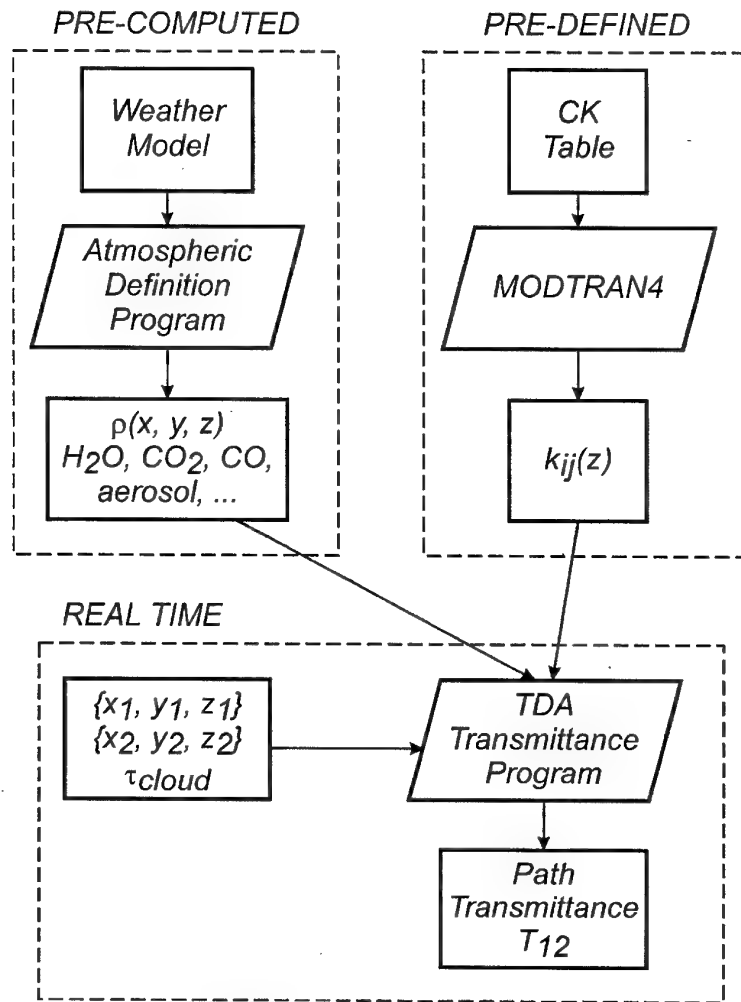 PRE-COMPUTED
Weather
Model
Atmospheric
Definition
Program
ρ(x, y, z)
H₂O, CO₂, CO,
aerosol, ...
PRE-DEFINED
CK
Table
MODTRAN4
kᵢⱼ(z)
REAL TIME
{x₁, y₁, z₁}
{x₂, y₂, z₂}
τcloud
TDA
Transmittance
Program
Path
Transmittance
T₁₂